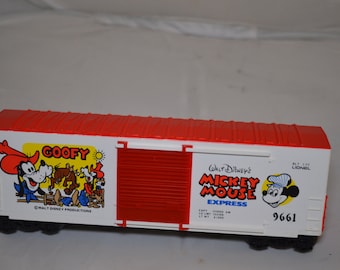 GOOFY
© WALT DISNEY PRODUCTIONS
Walt Disney's
MICKEY
MOUSE
EXPRESS
LIONEL
9661